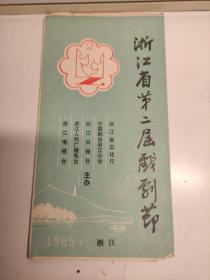 浙江省第二届戏剧节
浙江省文化厅
中国剧协浙江分会
浙江日报社
浙江人民广播电台
浙江电视台
主办
1985·浙江